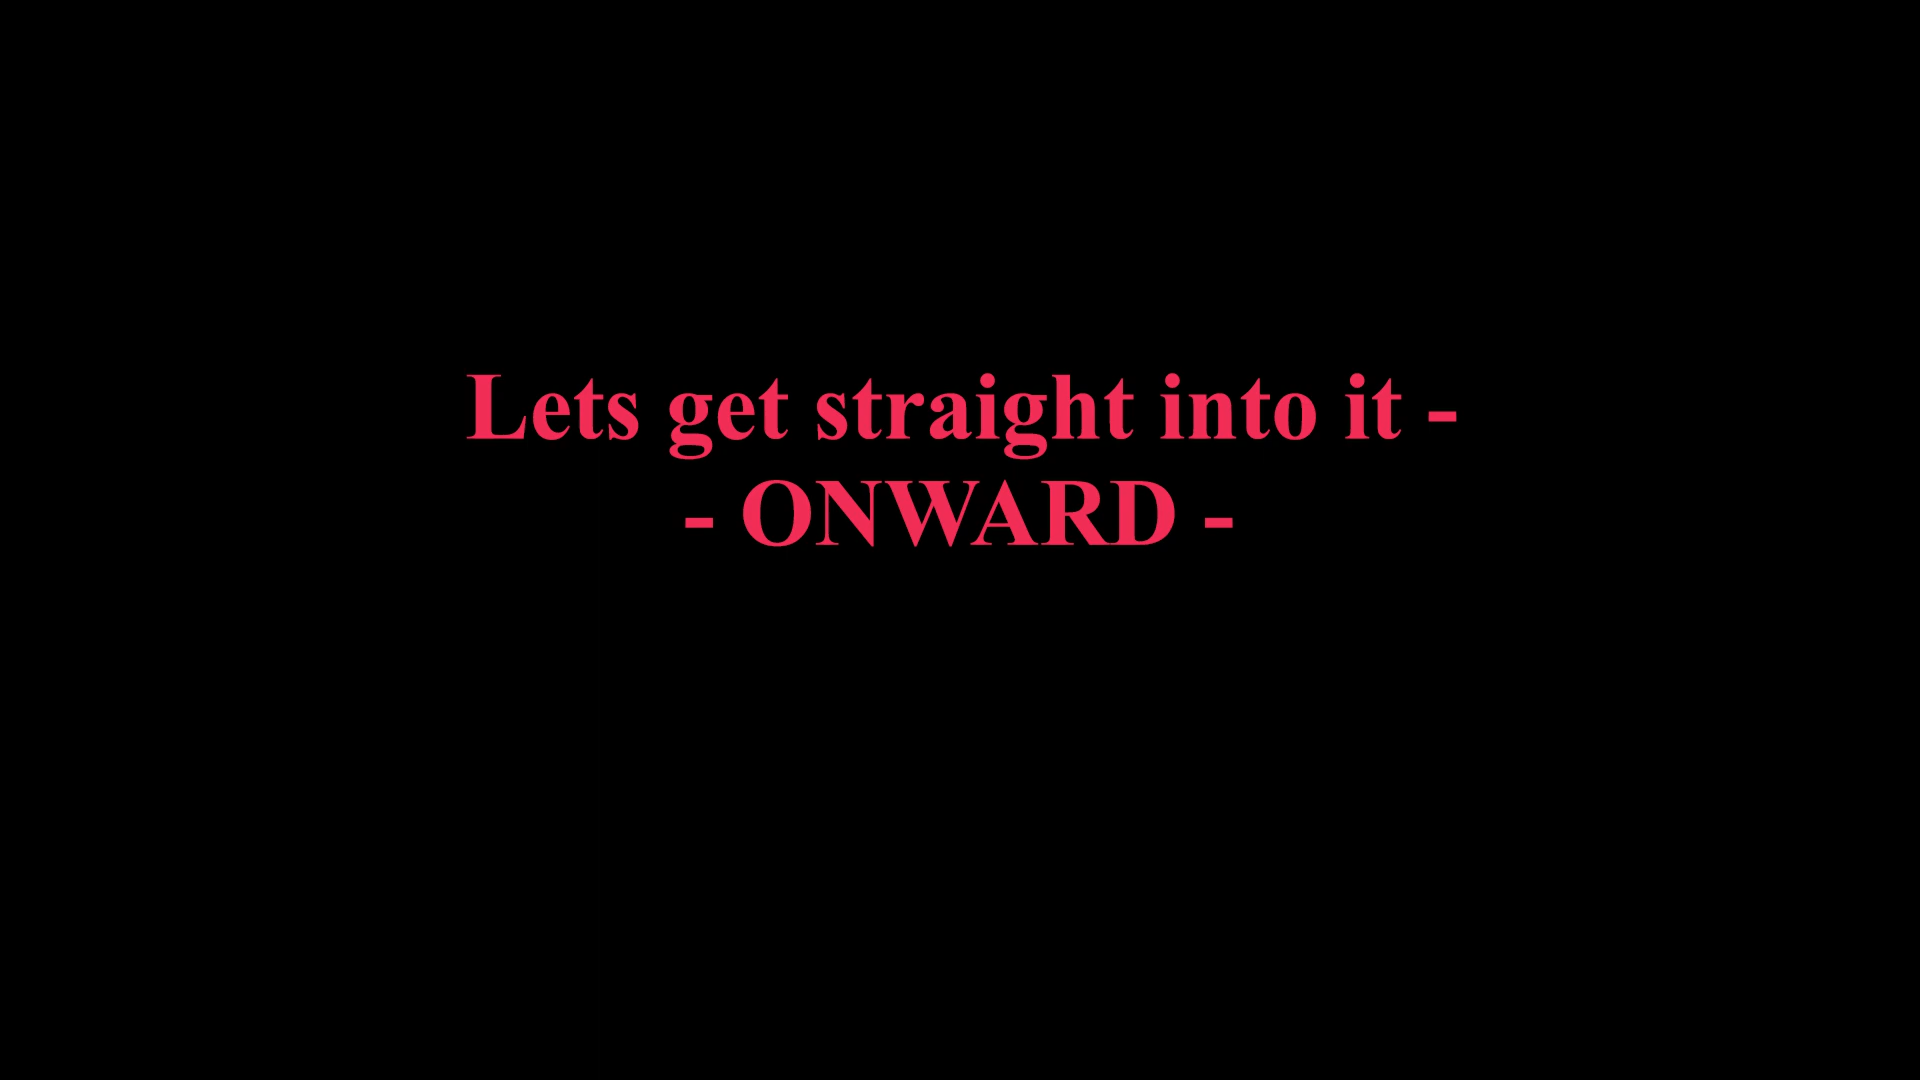 Lets get straight into it -
- ONWARD -